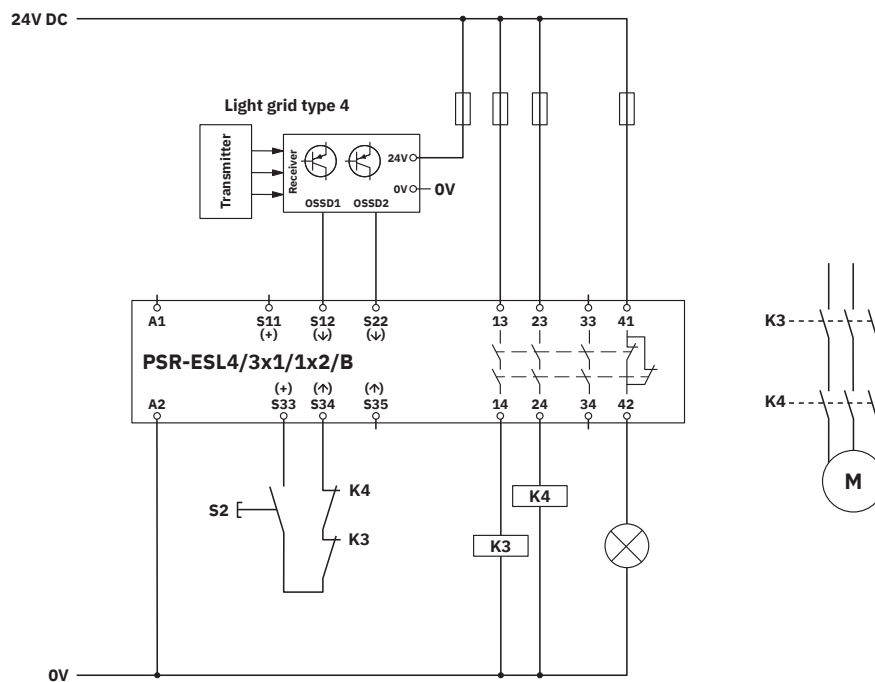 24V DC
Light grid type 4
Transmitter
Receiver
24V
0V 0V
OSSD1 OSSD2
A1 S11 S12 S22 13 23 33 41
(+) (↓) (↓)
PSR-ESL4/3x1/1x2/B
(+) (↑) (↑)
A2 S33 S34 S35 14 24 34 42
K3
K4
M
S2
K4
K3
K4
K3
0V